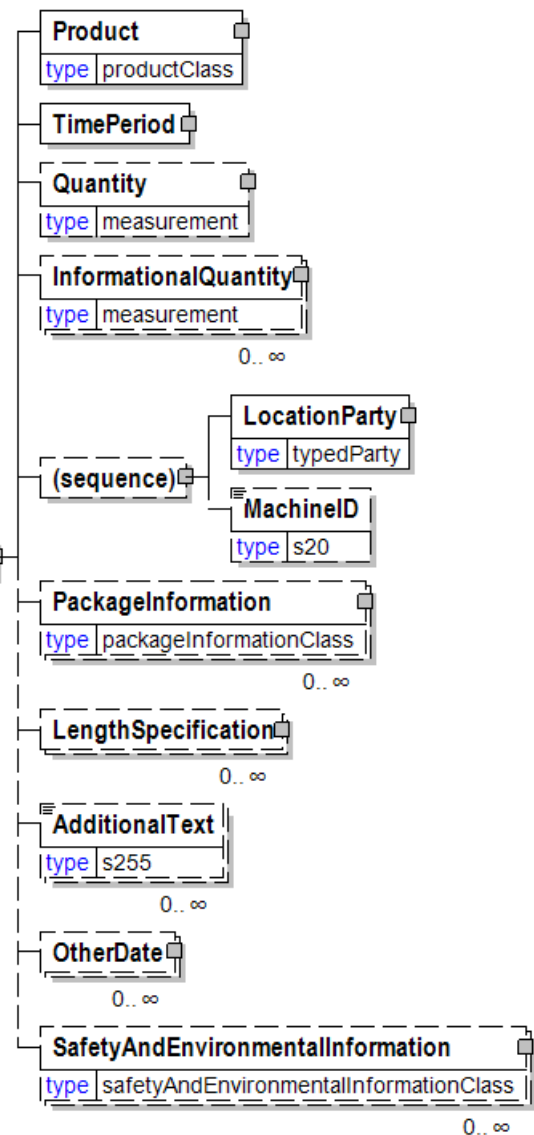 Product
type productClass
TimePeriod
Quantity
type measurement
InformationalQuantity
type measurement
0.. ∞
LocationParty
type typedParty
(sequence)
MachineID
type s20
PackageInformation
type packageInformationClass
0.. ∞
LengthSpecification
0.. ∞
AdditionalText
type s255
0.. ∞
OtherDate
0.. ∞
SafetyAndEnvironmentalInformation
type safetyAndEnvironmentalInformationClass
0.. ∞